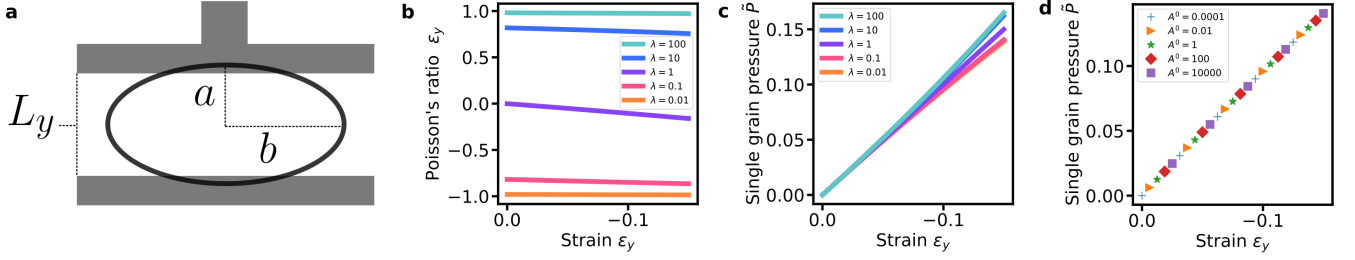 a
a
b
L_y
b
Poisson's ratio ε_y
1.0
0.5
0.0
−0.5
−1.0
λ = 100
λ = 10
λ = 1
λ = 0.1
λ = 0.01
0.0
−0.1
Strain ε_y
c
Single grain pressure P̃
0.15
0.10
0.05
0.00
λ = 100
λ = 10
λ = 1
λ = 0.1
λ = 0.01
0.0
−0.1
Strain ε_y
d
Single grain pressure P̃
0.10
0.05
0.00
A⁰ = 0.0001
A⁰ = 0.01
A⁰ = 1
A⁰ = 100
A⁰ = 10000
0.0
−0.1
Strain ε_y